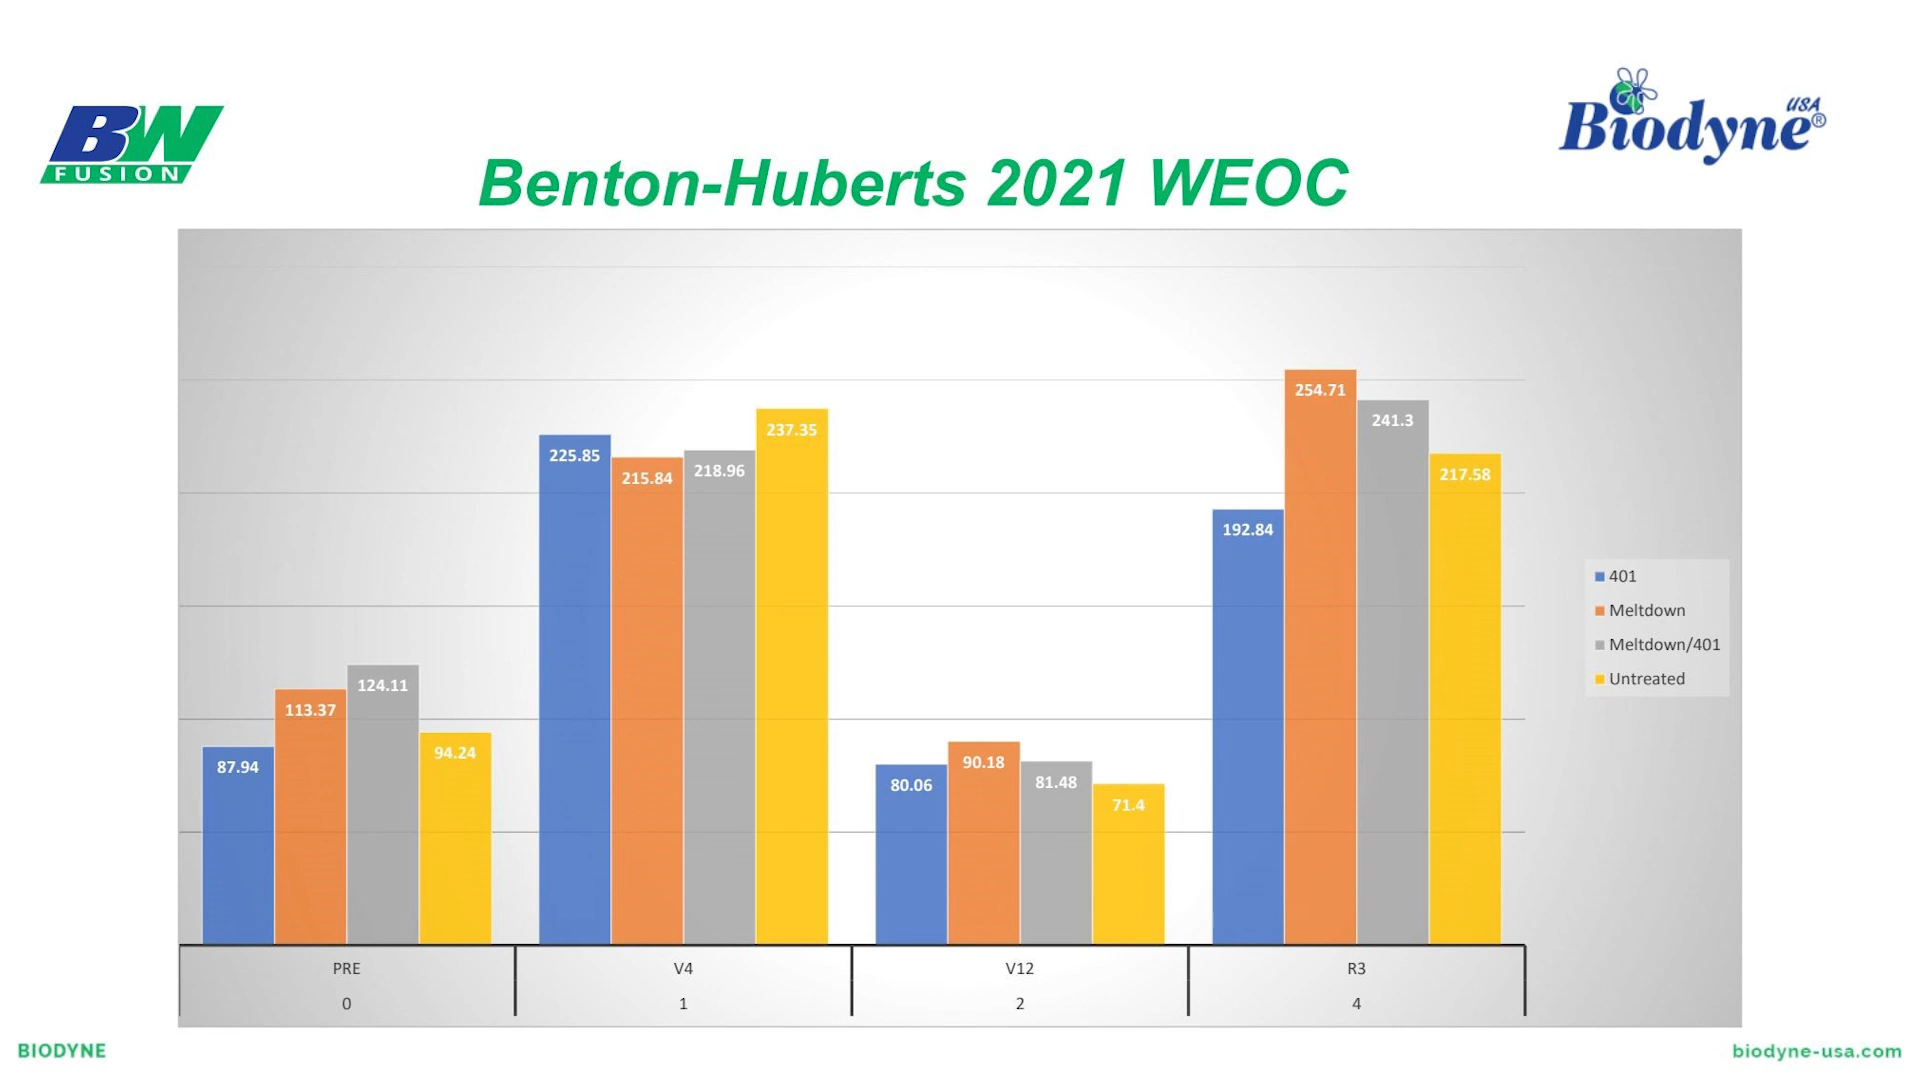 BW
FUSION
Biodyne USA®
Benton-Huberts 2021 WEOC
87.94
113.37
124.11
94.24
225.85
215.84
218.96
237.35
80.06
90.18
81.48
71.4
192.84
254.71
241.3
217.58
401
Meltdown
Meltdown/401
Untreated
PRE
V4
V12
R3
0
1
2
4
BIODYNE
biodyne-usa.com